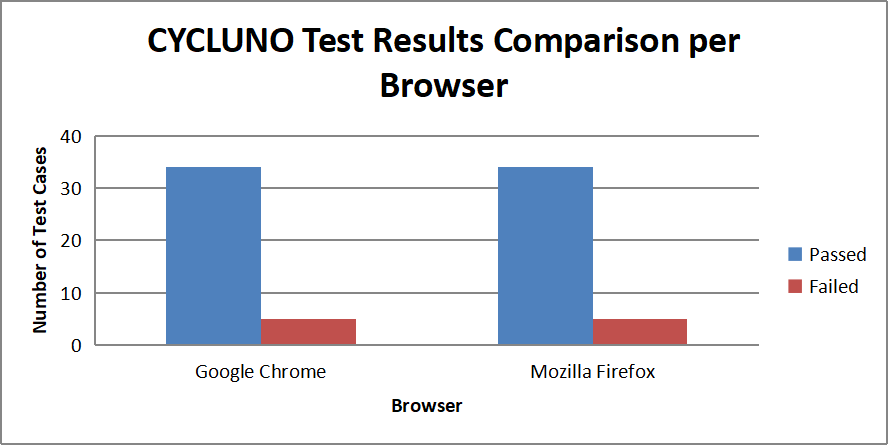 CYCLUNO Test Results Comparison per
Browser
Number of Test Cases
40
30
20
10
0
Google Chrome
Mozilla Firefox
Browser
Passed
Failed